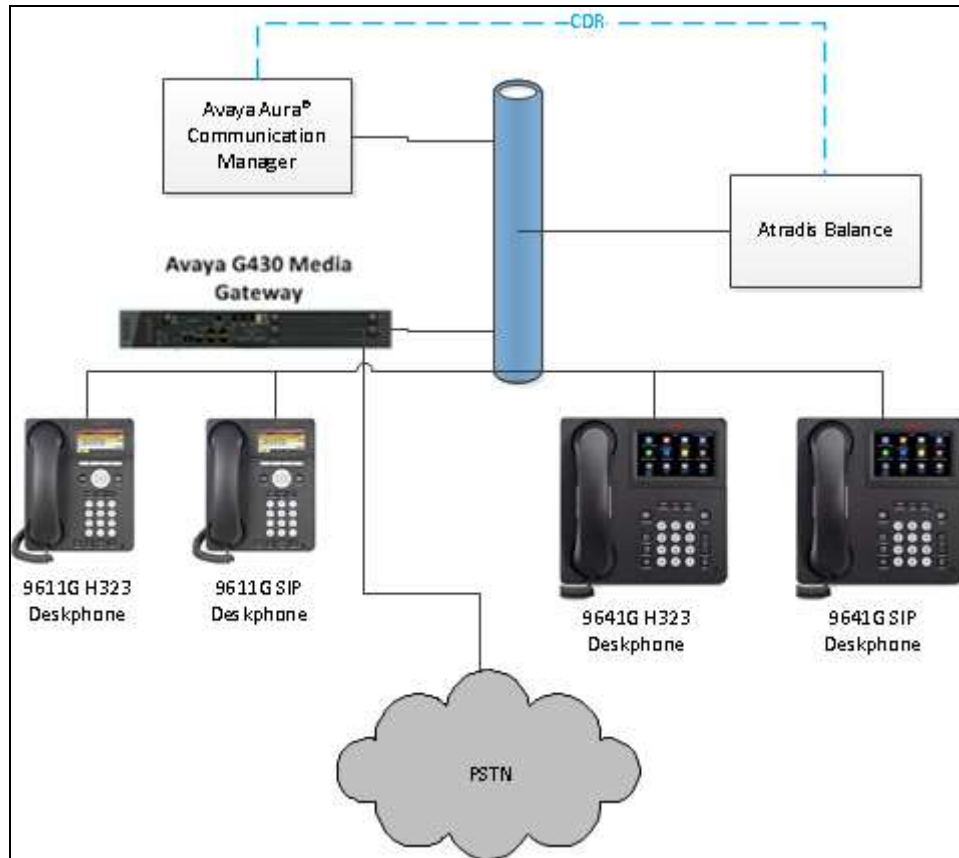 CDR
Avaya Aura®
Communication
Manager
Atradis Balance
Avaya G430 Media
Gateway
9611G H323
Deskphone
9611G SIP
Deskphone
9641G H323
Deskphone
9641G SIP
Deskphone
PSTN